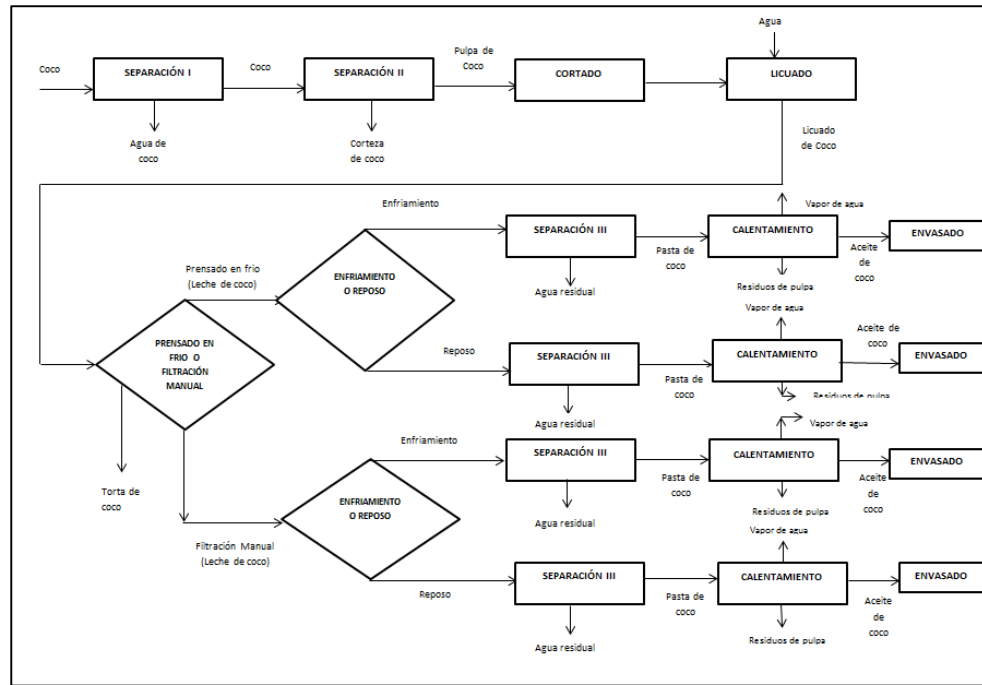 Agua
Coco
SEPARACIÓN I
Coco
SEPARACIÓN II
Pulpa de
Coco
CORTADO
LICUADO
Agua de
coco
Corteza
de coco
Licuado
de Coco
Enfriamiento
SEPARACIÓN III
Pasta de
coco
Vapor de agua
CALENTAMIENTO
Aceite
de
coco
ENVASADO
Agua residual
Residuos de pulpa
Prensado en frio
(Leche de coco)
ENFRIAMIENTO
O REPOSO
PRENSADO EN
FRIO O
FILTRACIÓN
MANUAL
Reposo
SEPARACIÓN III
Pasta de
coco
Vapor de agua
CALENTAMIENTO
Aceite de
coco
ENVASADO
Agua residual
Residuos de pulpa
Torta de
coco
Enfriamiento
SEPARACIÓN III
Pasta de
coco
Vapor de agua
CALENTAMIENTO
Aceite
de
coco
ENVASADO
Agua residual
Residuos de pulpa
Filtración Manual
(Leche de coco)
ENFRIAMIENTO
O REPOSO
Reposo
SEPARACIÓN III
Pasta de
coco
Vapor de agua
CALENTAMIENTO
Aceite
de
coco
ENVASADO
Agua residual
Residuos de pulpa